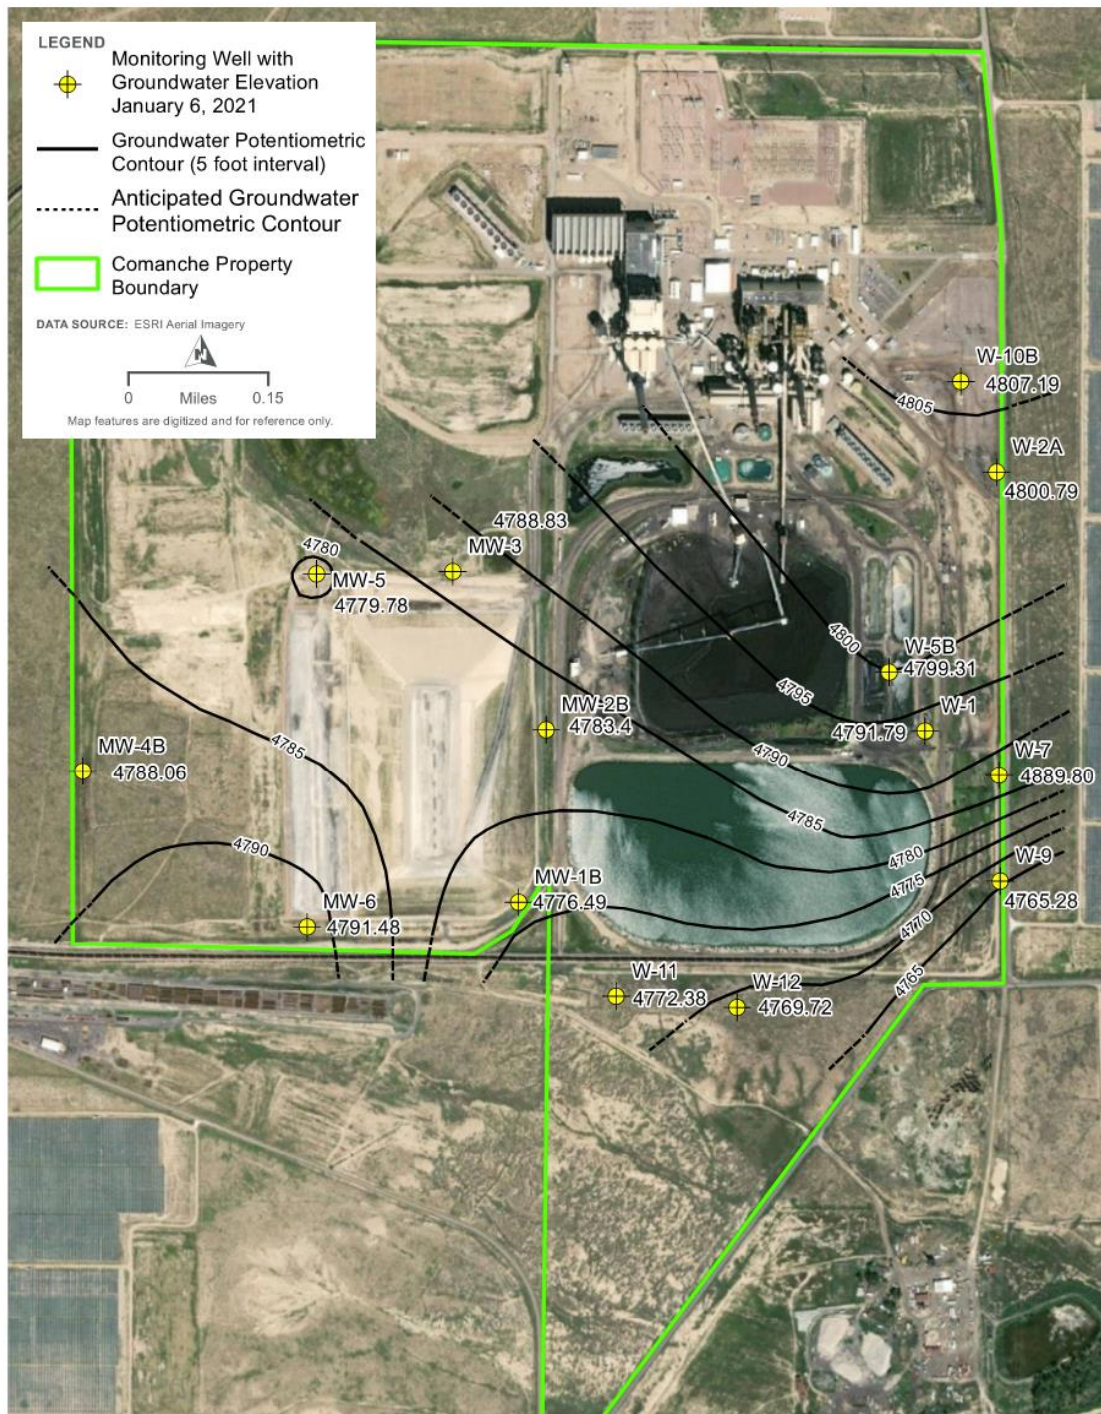 LEGEND
Monitoring Well with
Groundwater Elevation
January 6, 2021
Groundwater Potentiometric
Contour (5 foot interval)
Anticipated Groundwater
Potentiometric Contour
Comanche Property
Boundary
DATA SOURCE: ESRI Aerial Imagery
N
0 Miles 0.15
Map features are digitized and for reference only.
W-10B
4807.19
4805
W-2A
4800.79
4788.83
MW-3
4780
MW-5
4779.78
4800
W-5B
4799.31
4795
MW-2B
4783.4
W-1
4791.79
4785
MW-4B
4788.06
4790
W-7
4889.80
4785
4790
4780
4775
W-9
4765.28
MW-1B
4776.49
MW-6
4791.48
4770
4765
W-11
4772.38
W-12
4769.72